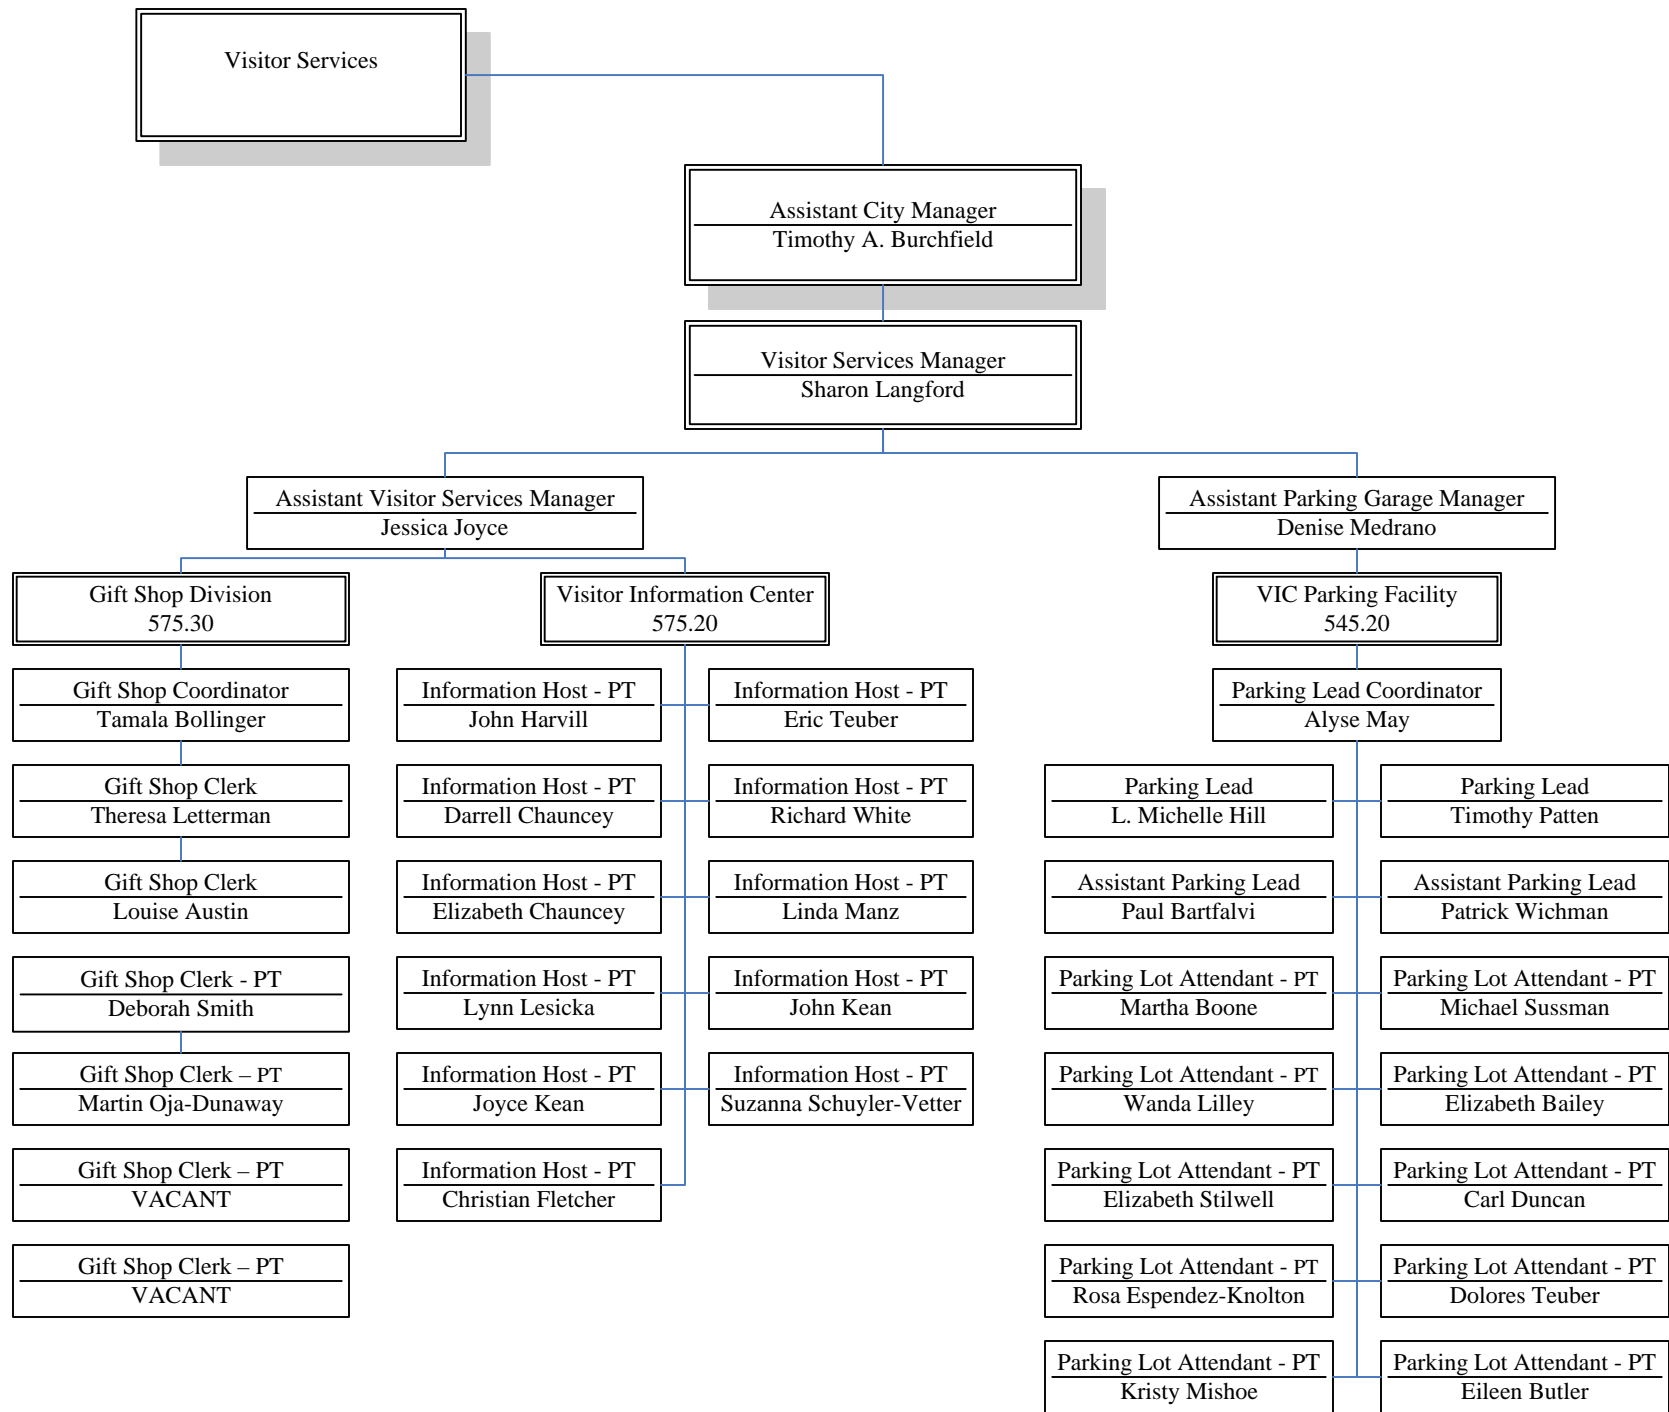 Visitor Services
Assistant City Manager
Timothy A. Burchfield
Visitor Services Manager
Sharon Langford
Assistant Visitor Services Manager
Jessica Joyce
Assistant Parking Garage Manager
Denise Medrano
Gift Shop Division
575.30
Visitor Information Center
575.20
VIC Parking Facility
545.20
Gift Shop Coordinator
Tamala Bollinger
Gift Shop Clerk
Theresa Letterman
Gift Shop Clerk
Louise Austin
Gift Shop Clerk - PT
Deborah Smith
Gift Shop Clerk – PT
Martin Oja-Dunaway
Gift Shop Clerk – PT
VACANT
Gift Shop Clerk – PT
VACANT
Information Host - PT
John Harvill
Information Host - PT
Eric Teuber
Information Host - PT
Darrell Chauncey
Information Host - PT
Richard White
Information Host - PT
Elizabeth Chauncey
Information Host - PT
Linda Manz
Information Host - PT
Lynn Lesicka
Information Host - PT
John Kean
Information Host - PT
Joyce Kean
Information Host - PT
Suzanna Schuyler-Vetter
Information Host - PT
Christian Fletcher
Parking Lead Coordinator
Alyse May
Parking Lead
L. Michelle Hill
Parking Lead
Timothy Patten
Assistant Parking Lead
Paul Bartfalvi
Assistant Parking Lead
Patrick Wichman
Parking Lot Attendant - PT
Martha Boone
Parking Lot Attendant - PT
Michael Sussman
Parking Lot Attendant - PT
Wanda Lilley
Parking Lot Attendant - PT
Elizabeth Bailey
Parking Lot Attendant - PT
Elizabeth Stilwell
Parking Lot Attendant - PT
Carl Duncan
Parking Lot Attendant - PT
Rosa Espendez-Knolton
Parking Lot Attendant - PT
Dolores Teuber
Parking Lot Attendant - PT
Kristy Mishoe
Parking Lot Attendant - PT
Eileen Butler